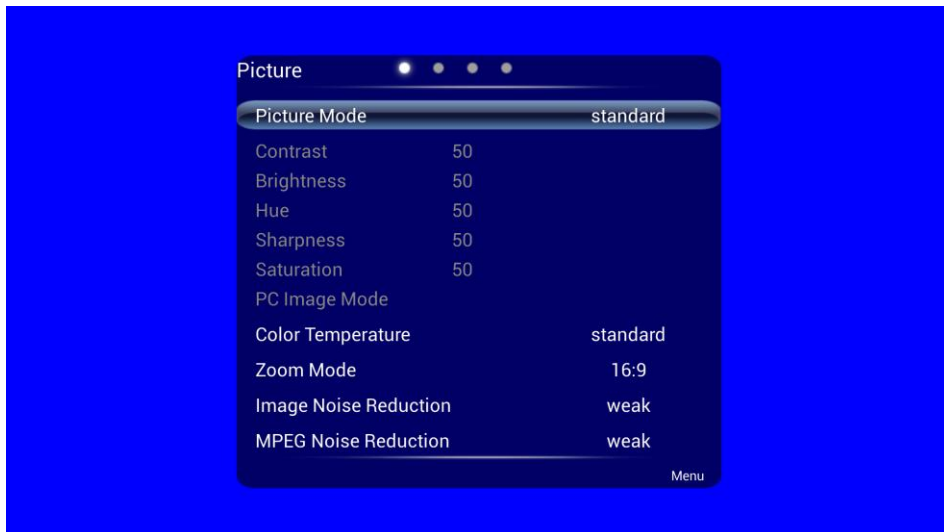 Picture
Picture Mode standard
Contrast 50
Brightness 50
Hue 50
Sharpness 50
Saturation 50
PC Image Mode
Color Temperature standard
Zoom Mode 16:9
Image Noise Reduction weak
MPEG Noise Reduction weak
Menu